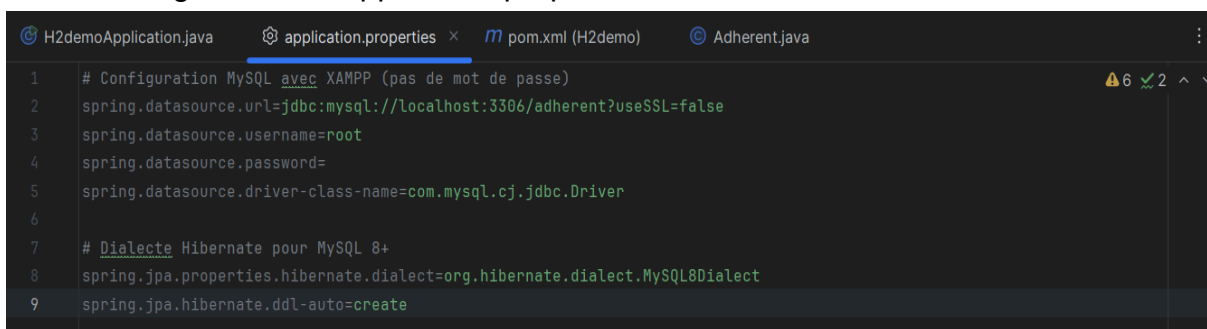 H2demoApplication.java application.properties × m pom.xml (H2demo) © Adherent.java
6 2
1 # Configuration MySQL avec XAMPP (pas de mot de passe)
2 spring.datasource.url=jdbc:mysql://localhost:3306/adherent?useSSL=false
3 spring.datasource.username=root
4 spring.datasource.password=
5 spring.datasource.driver-class-name=com.mysql.cj.jdbc.Driver
6
7 # Dialecte Hibernate pour MySQL 8+
8 spring.jpa.properties.hibernate.dialect=org.hibernate.dialect.MySQL8Dialect
9 spring.jpa.hibernate.ddl-auto=create